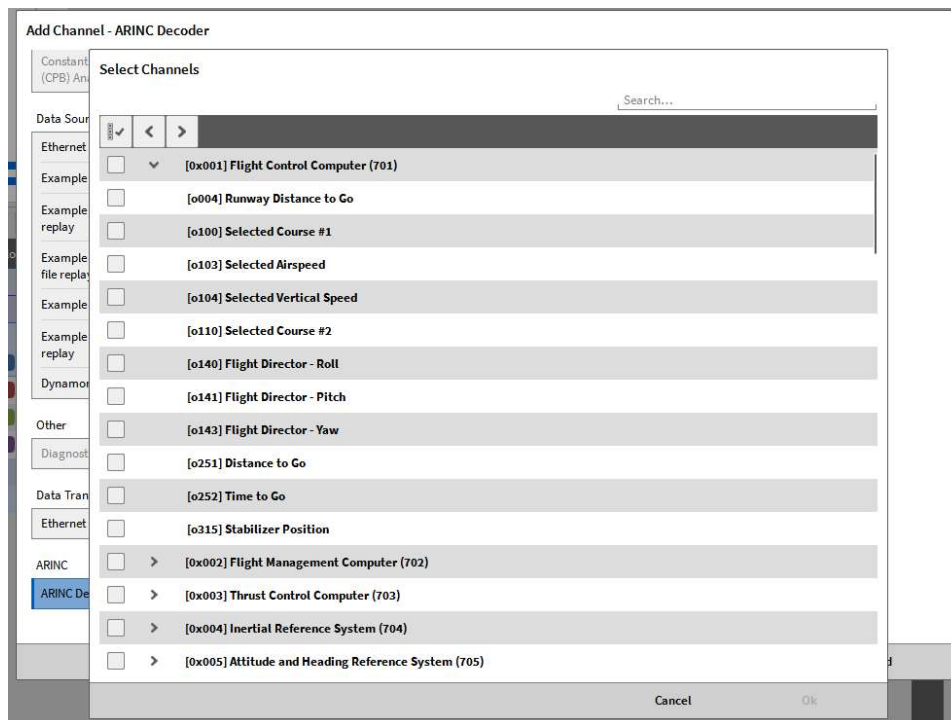 Add Channel - ARINC Decoder
Constant
(CPB)
Select Channels
Search...
Data
Ethernet
Example
Example
replay
Example
file
Example
Example
replay
Other
Data
Ethernet
ARINC
ARINC
[0x001] Flight Control Computer (701)
[o004] Runway Distance to Go
[o100] Selected Course #1
[o103] Selected Airspeed
[o104] Selected Vertical Speed
[o110] Selected Course #2
[o140] Flight Director - Roll
[o141] Flight Director - Pitch
[o143] Flight Director - Yaw
[o251] Distance to Go
[o252] Time to Go
[o315] Stabilizer Position
[0x002] Flight Management Computer (702)
[0x003] Thrust Control Computer (703)
[0x004] Inertial Reference System (704)
[0x005] Attitude and Heading Reference System (705)
Cancel
Ok